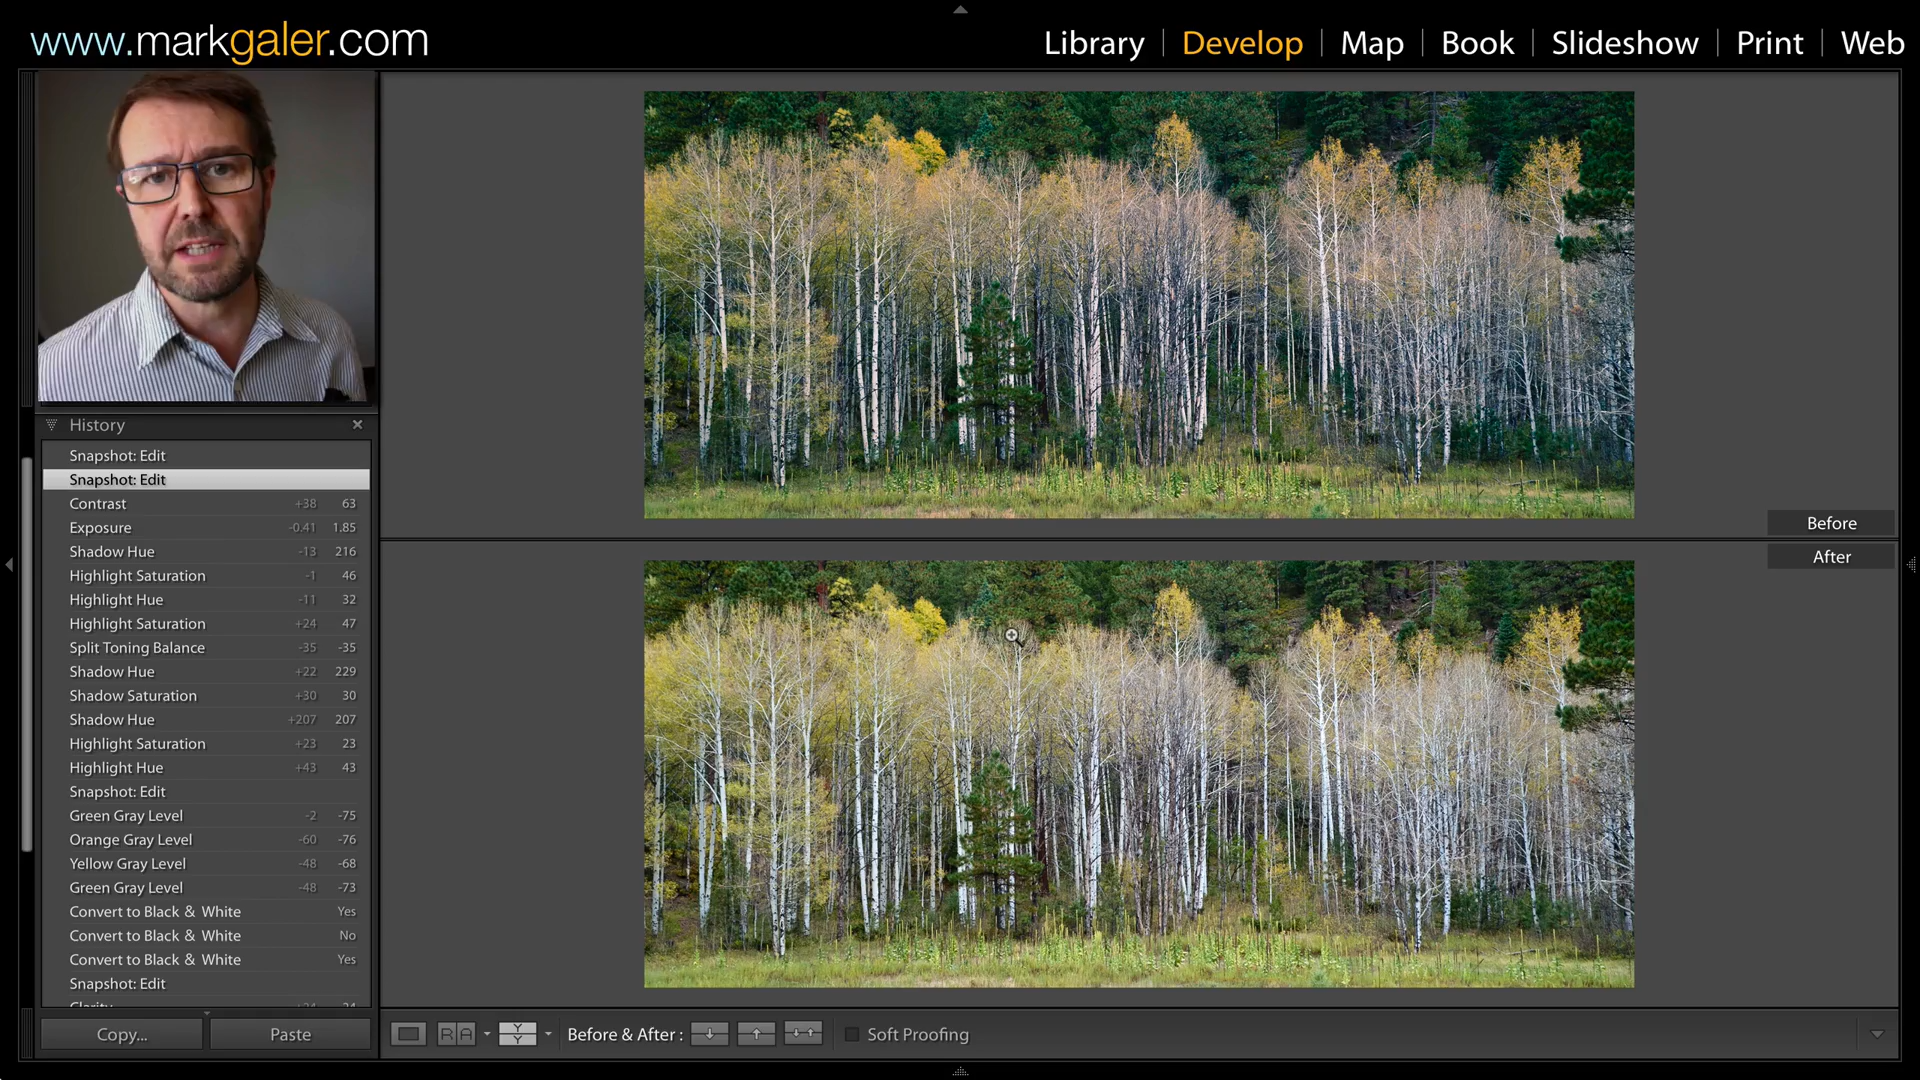 www.markgaler.com
Library | Develop | Map | Book | Slideshow | Print | Web
History
Snapshot: Edit
Snapshot: Edit
Contrast +38 63
Exposure -0.41 1.85
Shadow Hue -13 216
Highlight Saturation -1 46
Highlight Hue -11 32
Highlight Saturation +24 47
Split Toning Balance -35 -35
Shadow Hue +22 229
Shadow Saturation +30 30
Shadow Hue +207 207
Highlight Saturation +23 23
Highlight Hue +43 43
Snapshot: Edit
Green Gray Level -2 -75
Orange Gray Level -60 -76
Yellow Gray Level -48 -68
Green Gray Level -48 -73
Convert to Black & White Yes
Convert to Black & White No
Convert to Black & White Yes
Snapshot: Edit
Before
After
Copy... Paste
R A Y Y Before & After : Soft Proofing